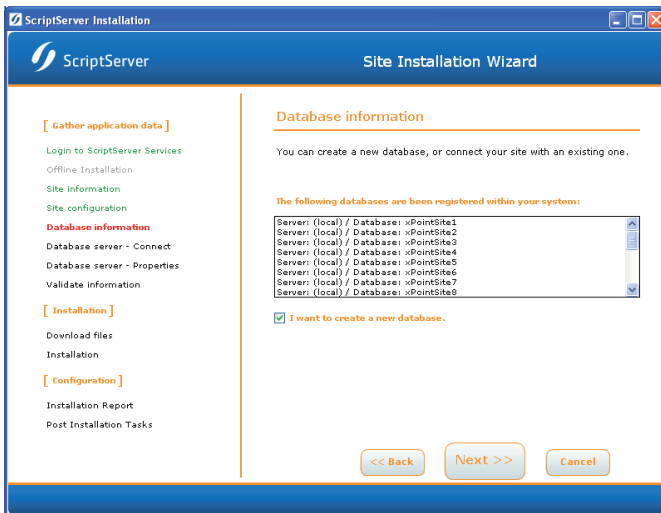 ScriptServer Installation
ScriptServer
Site Installation Wizard
[ Gather application data ]
Login to ScriptServer Services
Offline Installation
Site information
Site configuration
Database information
Database server - Connect
Database server - Properties
Validate information
[ Installation ]
Download files
Installation
[ Configuration ]
Installation Report
Post Installation Tasks
Database information
You can create a new database, or connect your site with an existing one.
The following databases are been registered within your system:
Server: (local) / Database: xPointSite1
Server: (local) / Database: xPointSite2
Server: (local) / Database: xPointSite3
Server: (local) / Database: xPointSite4
Server: (local) / Database: xPointSite5
Server: (local) / Database: xPointSite6
Server: (local) / Database: xPointSite7
Server: (local) / Database: xPointSite8
I want to create a new database.
<< Back
Next >>
Cancel